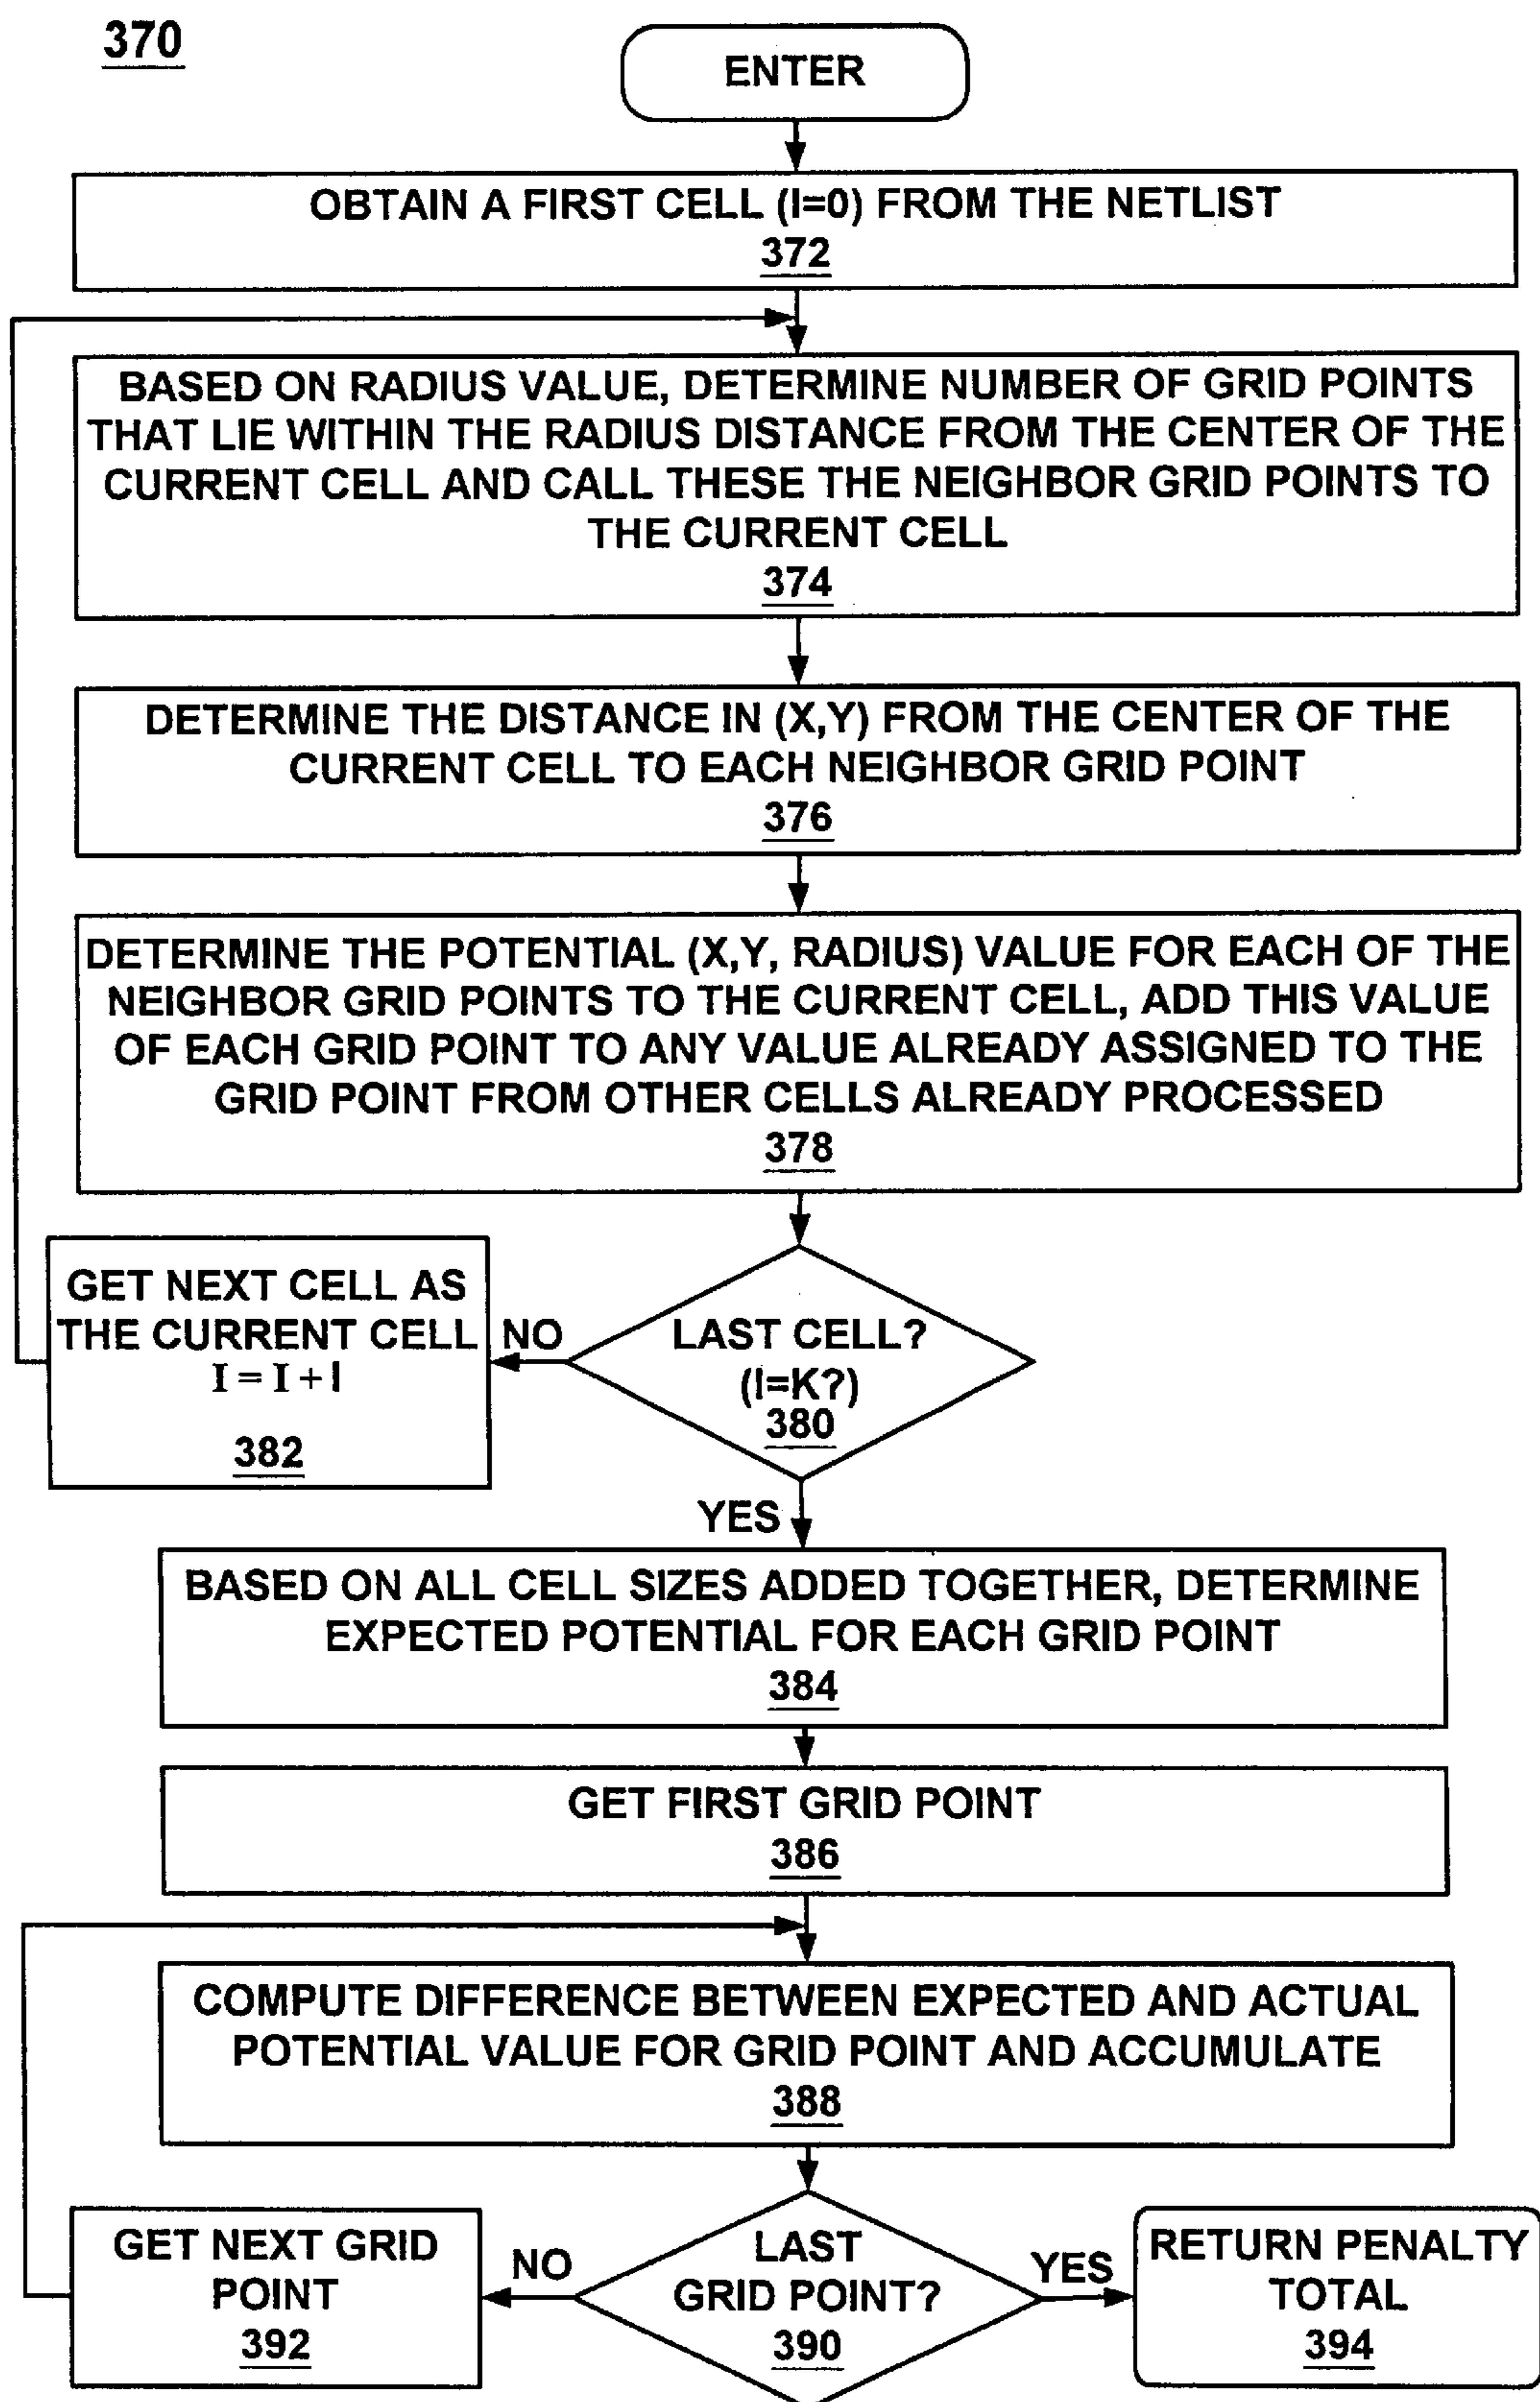 370
ENTER
OBTAIN A FIRST CELL (I=0) FROM THE NETLIST
372
BASED ON RADIUS VALUE, DETERMINE NUMBER OF GRID POINTS
THAT LIE WITHIN THE RADIUS DISTANCE FROM THE CENTER OF THE
CURRENT CELL AND CALL THESE THE NEIGHBOR GRID POINTS TO
THE CURRENT CELL
374
DETERMINE THE DISTANCE IN (X,Y) FROM THE CENTER OF THE
CURRENT CELL TO EACH NEIGHBOR GRID POINT
376
DETERMINE THE POTENTIAL (X,Y, RADIUS) VALUE FOR EACH OF THE
NEIGHBOR GRID POINTS TO THE CURRENT CELL, ADD THIS VALUE
OF EACH GRID POINT TO ANY VALUE ALREADY ASSIGNED TO THE
GRID POINT FROM OTHER CELLS ALREADY PROCESSED
378
GET NEXT CELL AS
THE CURRENT CELL
I = I + I
382
NO
LAST CELL?
(I=K?)
380
YES
BASED ON ALL CELL SIZES ADDED TOGETHER, DETERMINE
EXPECTED POTENTIAL FOR EACH GRID POINT
384
GET FIRST GRID POINT
386
COMPUTE DIFFERENCE BETWEEN EXPECTED AND ACTUAL
POTENTIAL VALUE FOR GRID POINT AND ACCUMULATE
388
GET NEXT GRID
POINT
392
NO
LAST
GRID POINT?
390
YES
RETURN PENALTY
TOTAL
394